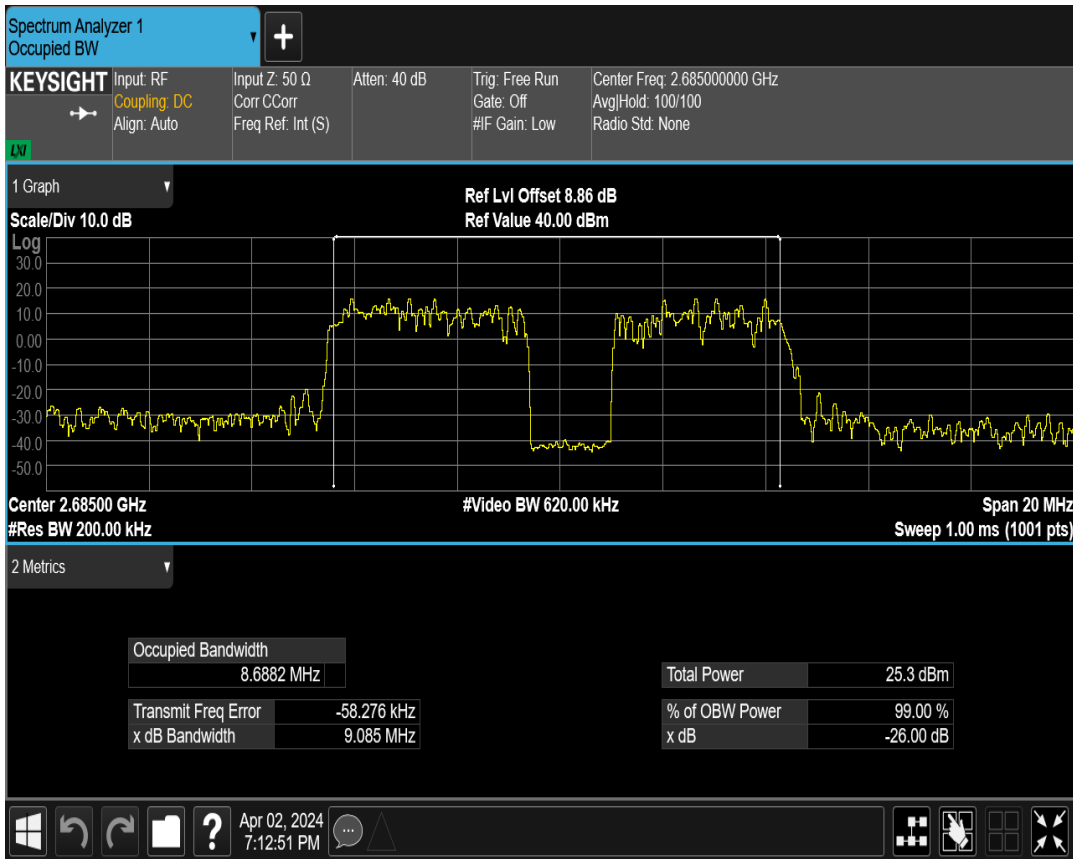 Spectrum Analyzer 1
Occupied BW
+
KEYSIGHT
LXI
Input: RF
Coupling: DC
Align: Auto
Input Z: 50 Ω
Corr CCorr
Freq Ref: Int (S)
Atten: 40 dB
Trig: Free Run
Gate: Off
#IF Gain: Low
Center Freq: 2.685000000 GHz
Avg|Hold: 100/100
Radio Std: None
1 Graph
Scale/Div 10.0 dB
Ref Lvl Offset 8.86 dB
Ref Value 40.00 dBm
Log
30.0
20.0
10.0
0.00
-10.0
-20.0
-30.0
-40.0
-50.0
Center 2.68500 GHz
#Video BW 620.00 kHz
Span 20 MHz
#Res BW 200.00 kHz
Sweep 1.00 ms (1001 pts)
2 Metrics
Occupied Bandwidth
8.6882 MHz
Total Power 25.3 dBm
Transmit Freq Error -58.276 kHz
% of OBW Power 99.00 %
x dB Bandwidth 9.085 MHz
x dB -26.00 dB
?
Apr 02, 2024
7:12:51 PM